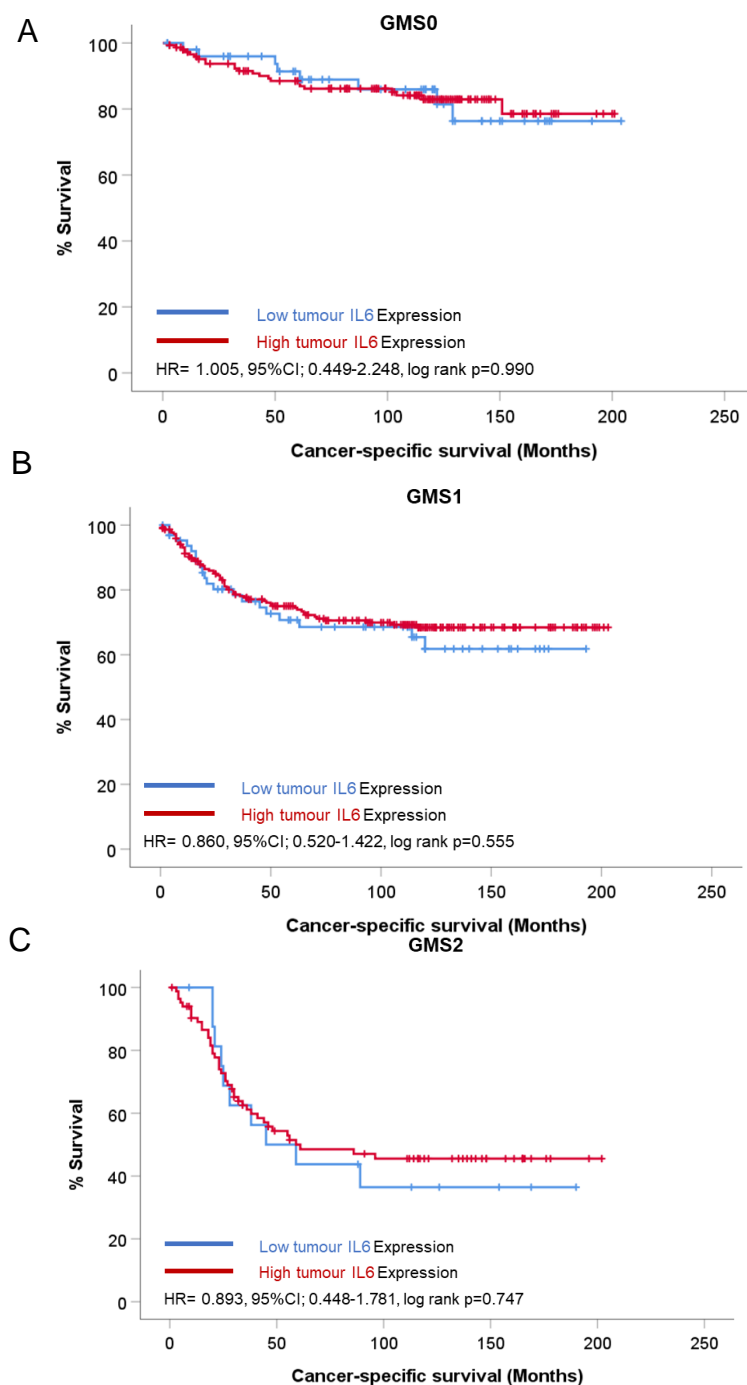 A
GMS0
100
80
60
40
20
0
% Survival
Low tumour IL6 Expression
High tumour IL6 Expression
HR= 1.005, 95%CI; 0.449-2.248, log rank p=0.990
0 50 100 150 200 250
Cancer-specific survival (Months)
B
GMS1
100
80
60
40
20
0
% Survival
Low tumour IL6 Expression
High tumour IL6 Expression
HR= 0.860, 95%CI; 0.520-1.422, log rank p=0.555
0 50 100 150 200 250
Cancer-specific survival (Months)
C
GMS2
100
80
60
40
20
0
% Survival
Low tumour IL6 Expression
High tumour IL6 Expression
HR= 0.893, 95%CI; 0.448-1.781, log rank p=0.747
0 50 100 150 200 250
Cancer-specific survival (Months)